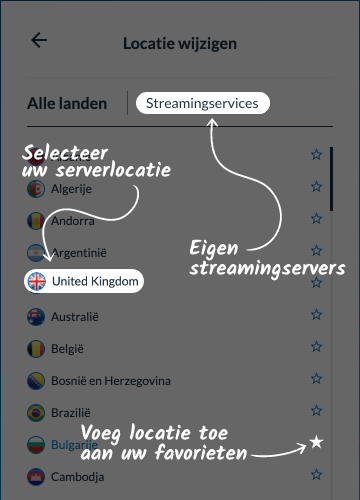 Locatie wijzigen
Alle landen
Streamingservices
Selecteer
uw serverlocatie
Algerije
Andorra
Argentinië
Eigen
streamingservers
United Kingdom
Australië
België
Bosnië en Herzegovina
Brazilië
Voeg locatie toe
aan uw favorieten
Bulgarije
Cambodja